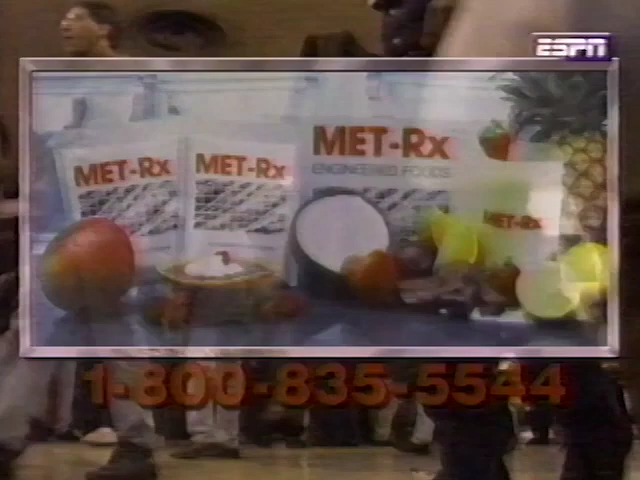 ESPN
MET-Rx
MET-Rx
MET-Rx
ENGINEERED FOODS
MET-Rx
1-800-835-5544